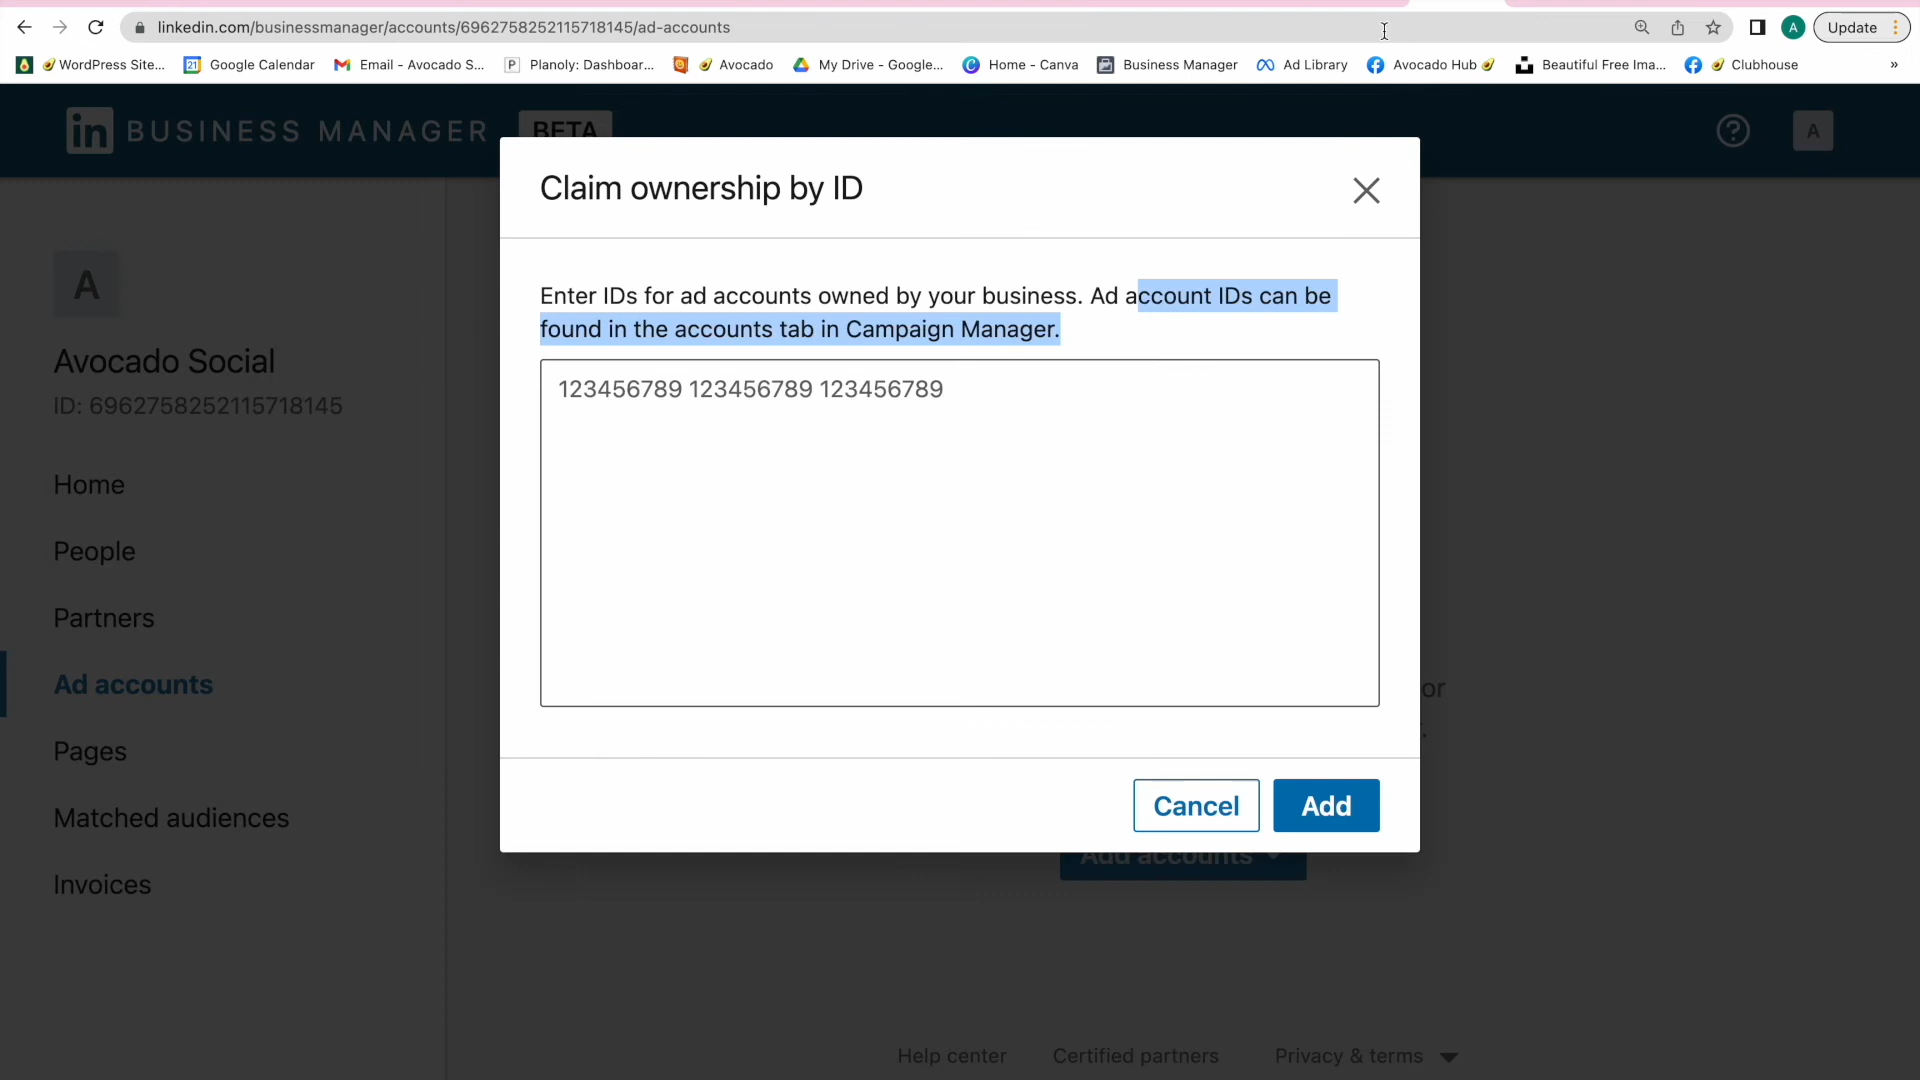 linkedin.com/businessmanager/accounts/6962758252115718145/ad-accounts
A
Update
WordPress Site...
21
Google Calendar
Email - Avocado S...
P
Planoly: Dashboar...
Avocado
My Drive - Google...
C
Home - Canva
Business Manager
Ad Library
Avocado Hub
Beautiful Free Ima...
Clubhouse
»
in BUSINESS MANAGER BETA
?
A
Claim ownership by ID
Enter IDs for ad accounts owned by your business. Ad account IDs can be
found in the accounts tab in Campaign Manager.
123456789 123456789 123456789
Cancel
Add
A
Avocado Social
ID: 6962758252115718145
Home
People
Partners
Ad accounts
Pages
Matched audiences
Invoices
or
Add accounts
Help center
Certified partners
Privacy & terms